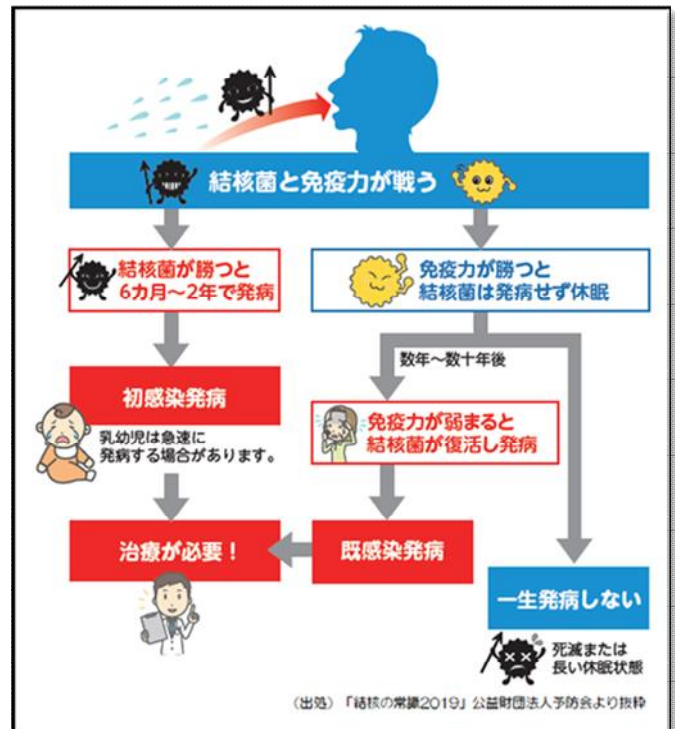 結核菌と免疫力が戦う
結核菌が勝つと
6カ月～2年で発病
免疫力が勝つと
結核菌は発病せず休眠
数年～数十年後
初感染発病
乳幼児は急速に
発病する場合があります。
免疫力が弱まると
結核菌が復活し発病
治療が必要！
既感染発病
一生発病しない
死滅または
長い休眠状態
（出処）「結核の常識2019」公益財団法人予防会より抜粋